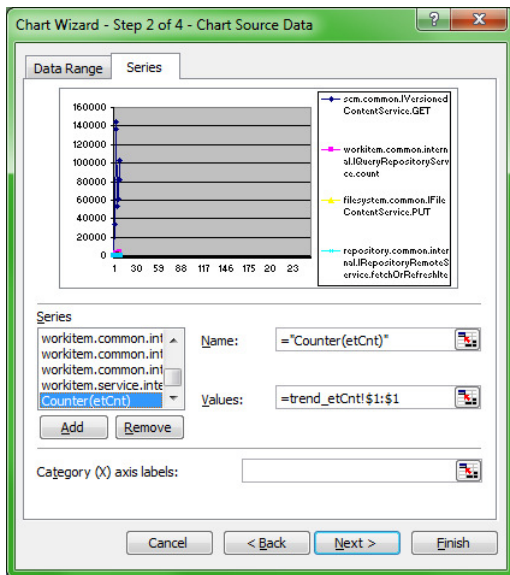 Chart Wizard - Step 2 of 4 - Chart Source Data
Data Range
Series
160000
140000
120000
100000
80000
60000
40000
20000
0
1 30 59 88 117 146 175 20 23
scm.common.IVersioned
ContentService.GET
workitem.common.intern
al.IQueryRepositoryServ
ce.count
filesystem.common.IFile
ContentService.PUT
repository.common.inter
nal.IRepositoryRemoteS
ervice.fetchOrRefreshIte
Series
workitem.common.int
workitem.common.int
workitem.common.int
workitem.service.inte
Counter(etCnt)
Name:
="Counter(etCnt)"
Values:
=trend_etCnt!$1:$1
Add
Remove
Category (X) axis labels:
Cancel
< Back
Next >
Finish